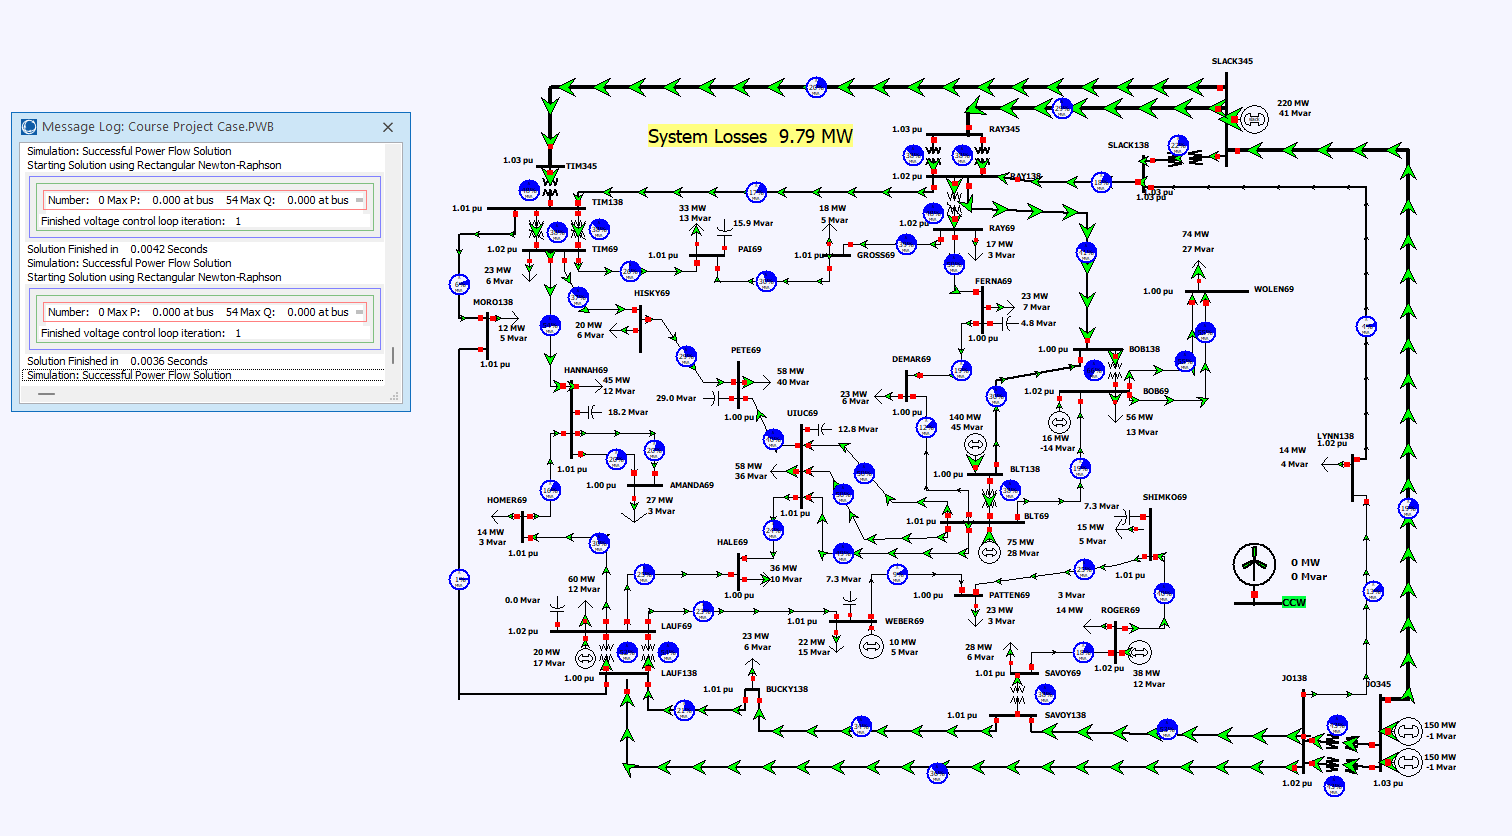 Message Log: Course Project Case.PWB
Simulation: Successful Power Flow Solution
Starting Solution using Rectangular Newton-Raphson
Number: 0 Max P: 0.000 at bus 54 Max Q: 0.000 at bus
Finished voltage control loop iteration: 1
Solution Finished in 0.0042 Seconds
Simulation: Successful Power Flow Solution
Starting Solution using Rectangular Newton-Raphson
Number: 0 Max P: 0.000 at bus 54 Max Q: 0.000 at bus
Finished voltage control loop iteration: 1
Solution Finished in 0.0036 Seconds
Simulation: Successful Power Flow Solution
System Losses 9.79 MW
SLACK345
220 MW
41 Mvar
1.03 pu
RAY345
SLACK138
1.03 pu
1.03 pu
1.03 pu
TIM345
1.02 pu
RAY138
1.01 pu
TIM138
33 MW
13 Mvar
15.9 Mvar
18 MW
5 Mvar
1.02 pu
RAY69
17 MW
3 Mvar
1.02 pu
TIM69
23 MW
6 Mvar
1.01 pu
PAI69
1.01 pu
GROSS69
74 MW
27 Mvar
1.00 pu
WOLEN69
MORO138
12 MW
5 Mvar
1.01 pu
HISKY69
20 MW
6 Mvar
FERNA69
23 MW
7 Mvar
4.8 Mvar
1.00 pu
PETE69
58 MW
40 Mvar
29.0 Mvar
1.00 pu
DEMAR69
23 MW
6 Mvar
1.00 pu
1.00 pu
BOB138
1.02 pu
BOB69
56 MW
13 Mvar
16 MW
-14 Mvar
HANNAH69
45 MW
12 Mvar
18.2 Mvar
1.01 pu
UIUC69
12.8 Mvar
58 MW
36 Mvar
1.01 pu
140 MW
45 Mvar
1.00 pu
BLT138
LYNN138
1.02 pu
14 MW
4 Mvar
1.00 pu
AMANDA69
27 MW
3 Mvar
HOMER69
14 MW
3 Mvar
1.01 pu
1.01 pu
BLT69
75 MW
28 Mvar
SHIMKO69
7.3 Mvar
15 MW
5 Mvar
1.01 pu
HALE69
36 MW
10 Mvar
1.00 pu
0 MW
0 Mvar
CCW
60 MW
12 Mvar
0.0 Mvar
1.02 pu
LAUF69
20 MW
17 Mvar
1.00 pu
LAUF138
7.3 Mvar
1.01 pu
WEBER69
22 MW
15 Mvar
10 MW
5 Mvar
1.00 pu
PATTEN69
23 MW
3 Mvar
3 Mvar
14 MW
ROGER69
1.02 pu
38 MW
12 Mvar
23 MW
6 Mvar
1.01 pu
BUCKY138
28 MW
6 Mvar
1.01 pu
SAVOY69
1.01 pu
SAVOY138
JO138
JO345
150 MW
-1 Mvar
150 MW
-1 Mvar
1.02 pu
1.03 pu